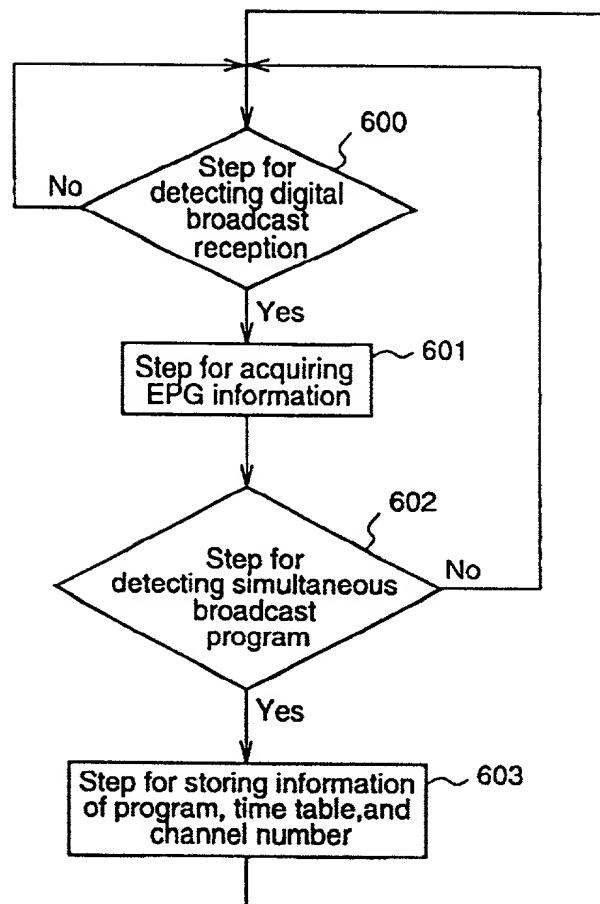 600
Step for
detecting digital
broadcast
reception
No
Yes
Step for acquiring
EPG information
601
602
Step for
detecting simultaneous
broadcast
program
No
Yes
Step for storing information
of program, time table,and
channel number
603